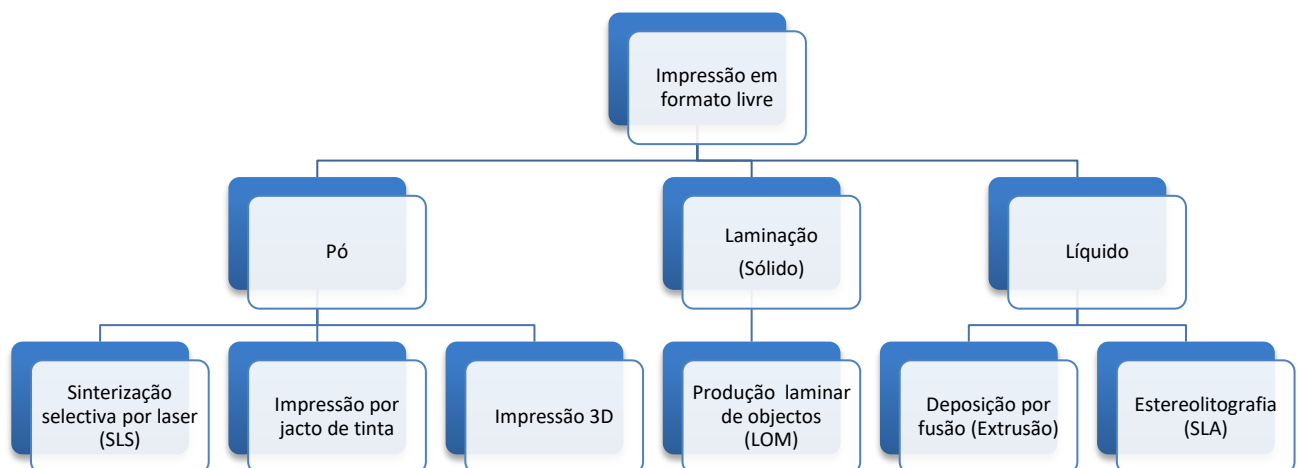 Impressão em
formato livre
Pó
Laminação
(Sólido)
Líquido
Sinterização
selectiva por laser
(SLS)
Impressão por
jacto de tinta
Impressão 3D
Produção laminar
de objectos
(LOM)
Deposição por
fusão (Extrusão)
Estereolitografia
(SLA)